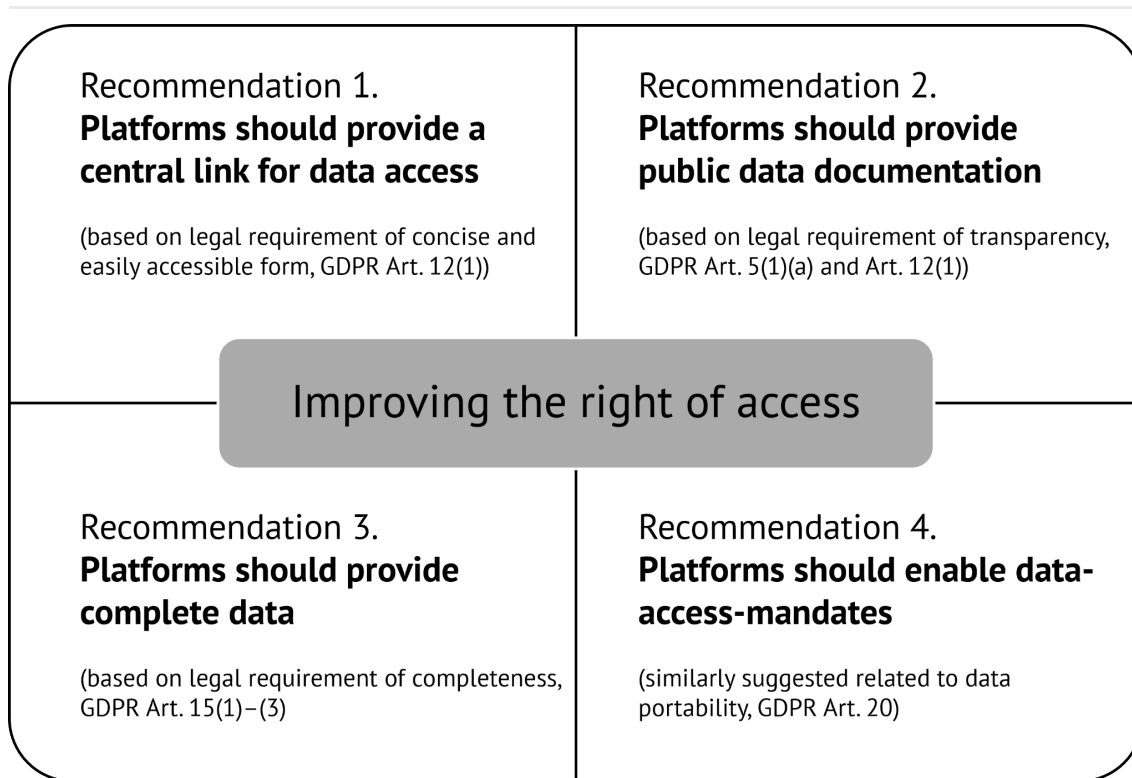 Recommendation 1.
Platforms should provide a
central link for data access
(based on legal requirement of concise and
easily accessible form, GDPR Art. 12(1))
Recommendation 2.
Platforms should provide
public data documentation
(based on legal requirement of transparency,
GDPR Art. 5(1)(a) and Art. 12(1))
Improving the right of access
Recommendation 3.
Platforms should provide
complete data
(based on legal requirement of completeness,
GDPR Art. 15(1)–(3)
Recommendation 4.
Platforms should enable data-
access-mandates
(similarly suggested related to data
portability, GDPR Art. 20)